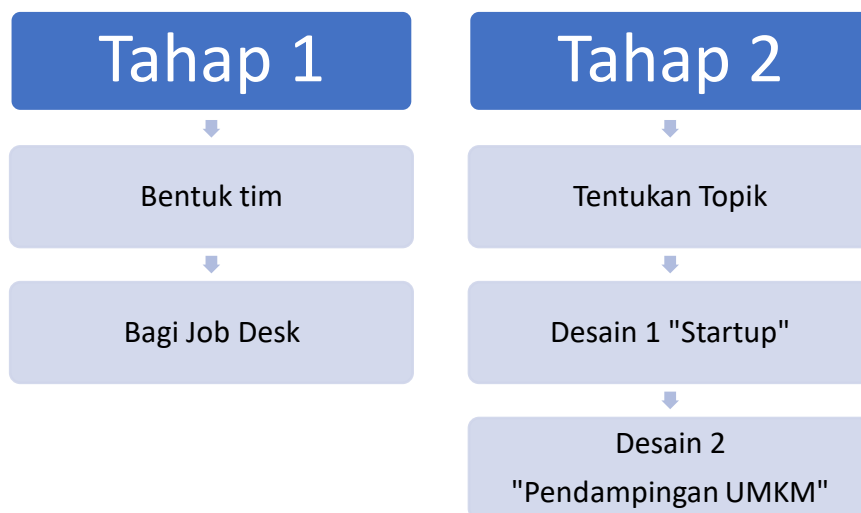 Tahap 1
Bentuk tim
Bagi Job Desk
Tahap 2
Tentukan Topik
Desain 1 "Startup"
Desain 2
"Pendampingan UMKM"